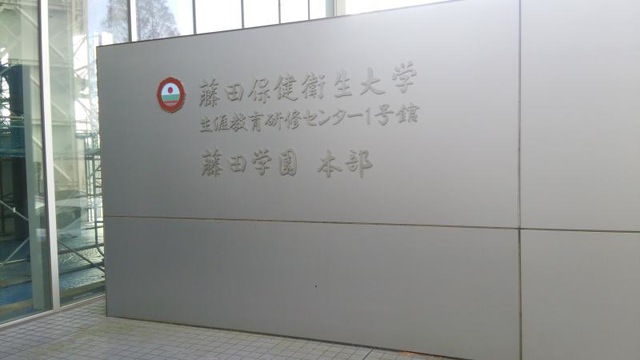 藤田保健衛生大学
生涯教育研修センター1号館
藤田学園 本部